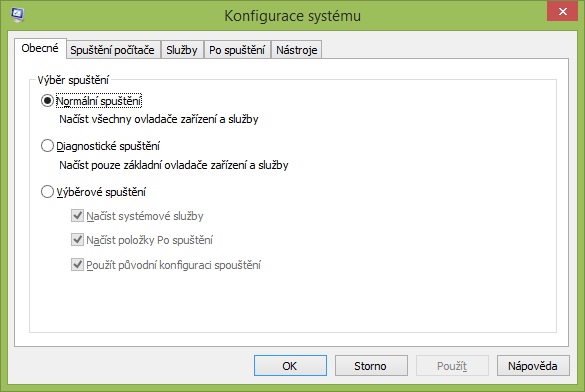 Konfigurace systému
Obecné Spuštění počítače Služby Po spuštění Nástroje
Výběr spuštění
Normální spuštění
Načíst všechny ovladače zařízení a služby
Diagnostické spuštění
Načíst pouze základní ovladače zařízení a služby
Výběrové spuštění
Načíst systémové služby
Načíst položky Po spuštění
Použít původní konfiguraci spouštění
OK Storno Použít Nápověda